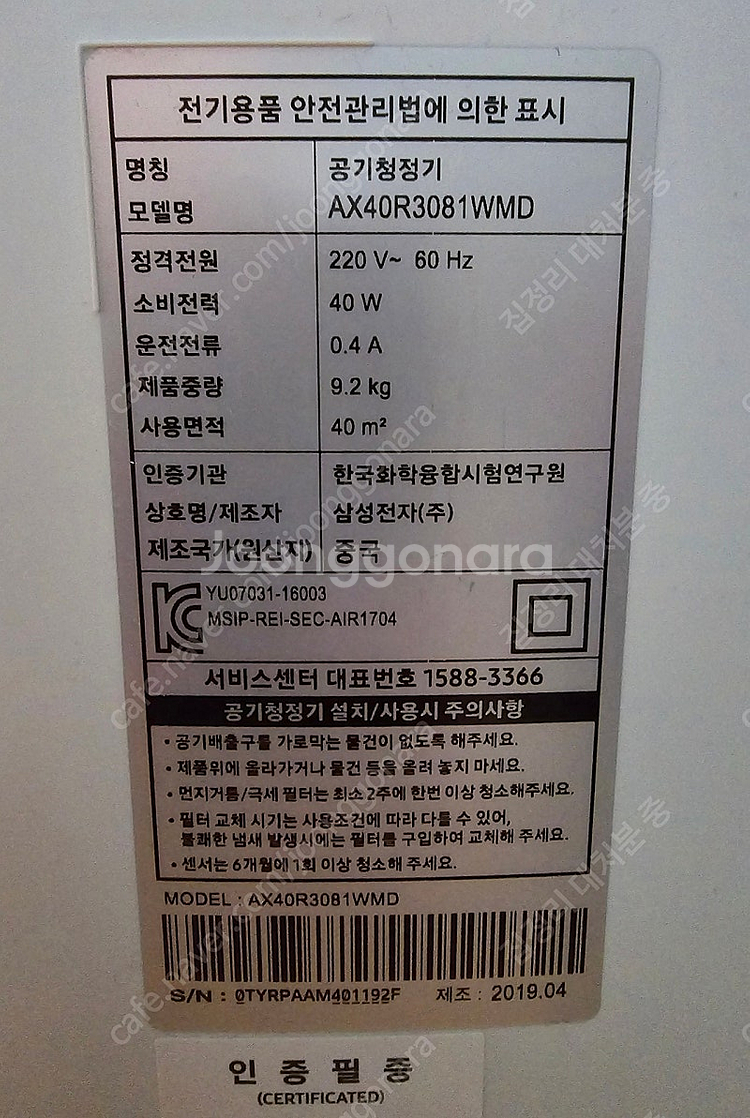 전기용품 안전관리법에 의한 표시
명칭 공기청정기
모델명 AX40R3081WMD
정격전원 220 V~ 60 Hz
소비전력 40 W
운전전류 0.4 A
제품중량 9.2 kg
사용면적 40 m²
인증기관 한국화학융합시험연구원
상호명/제조자 삼성전자(주)
제조국가(원산지) 중국
Joonggonara
YU07031-16003
MSIP-REI-SEC-AIR1704
서비스센터 대표번호 1588-3366
공기청정기 설치/사용시 주의사항
• 공기배출구를 가로막는 물건이 없도록 해주세요.
• 제품위에 올라가거나 물건 등을 올려 놓지 마세요.
• 먼지거름/극세 필터는 최소 2주에 한번 이상 청소해주세요.
• 필터 교체 시기는 사용조건에 따라 다를 수 있어,
불쾌한 냄새 발생시에는 필터를 구입하여 교체해 주세요.
• 센서는 6개월에 1회 이상 청소해 주세요.
MODEL : AX40R3081WMD
S/N : 0TYRPAAM401192F 제조 : 2019.04
인 증 필 증
(CERTIFICATED)
cafe.naver.com/joonggonara
집정리 대처분 중